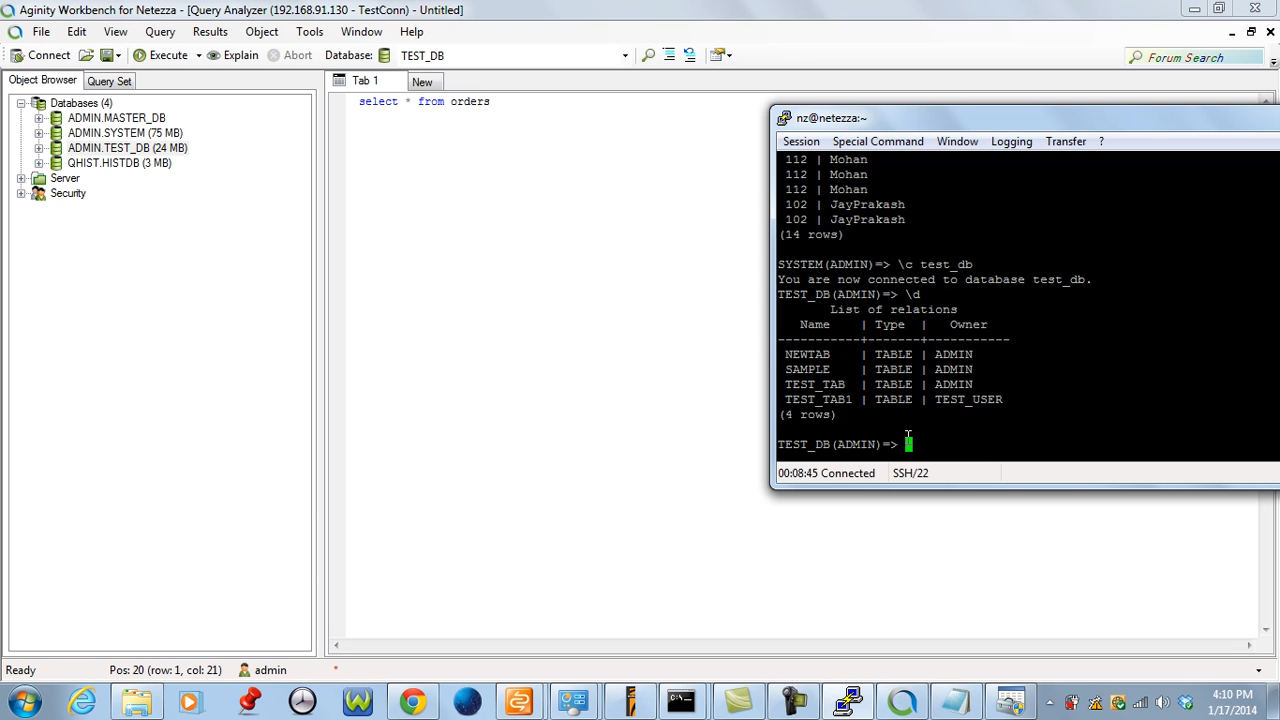 Aginity Workbench for Netezza - [Query Analyzer (192.168.91.130 - TestConn) - Untitled]
File Edit View Query Results Object Tools Window Help
Connect Execute Explain Abort Database: TEST_DB Forum Search
Object Browser Query Set
Tab 1 New
Databases (4)
ADMIN.MASTER_DB
ADMIN.SYSTEM (75 MB)
ADMIN.TEST_DB (24 MB)
QHIST.HISTDB (3 MB)
Server
Security
select * from orders
nz@netezza:~
Session Special Command Window Logging Transfer ?
112 | Mohan
112 | Mohan
112 | Mohan
102 | JayPrakash
102 | JayPrakash
(14 rows)
SYSTEM(ADMIN)=> \c test_db
You are now connected to database test_db.
TEST_DB(ADMIN)=> \d
List of relations
Name | Type | Owner
-----------+-------+-----------
NEWTAB | TABLE | ADMIN
SAMPLE | TABLE | ADMIN
TEST_TAB | TABLE | ADMIN
TEST_TAB1 | TABLE | TEST_USER
(4 rows)
TEST_DB(ADMIN)=>
00:08:45 Connected SSH/22
Ready Pos: 20 (row: 1, col: 21) admin *
4:10 PM
1/17/2014